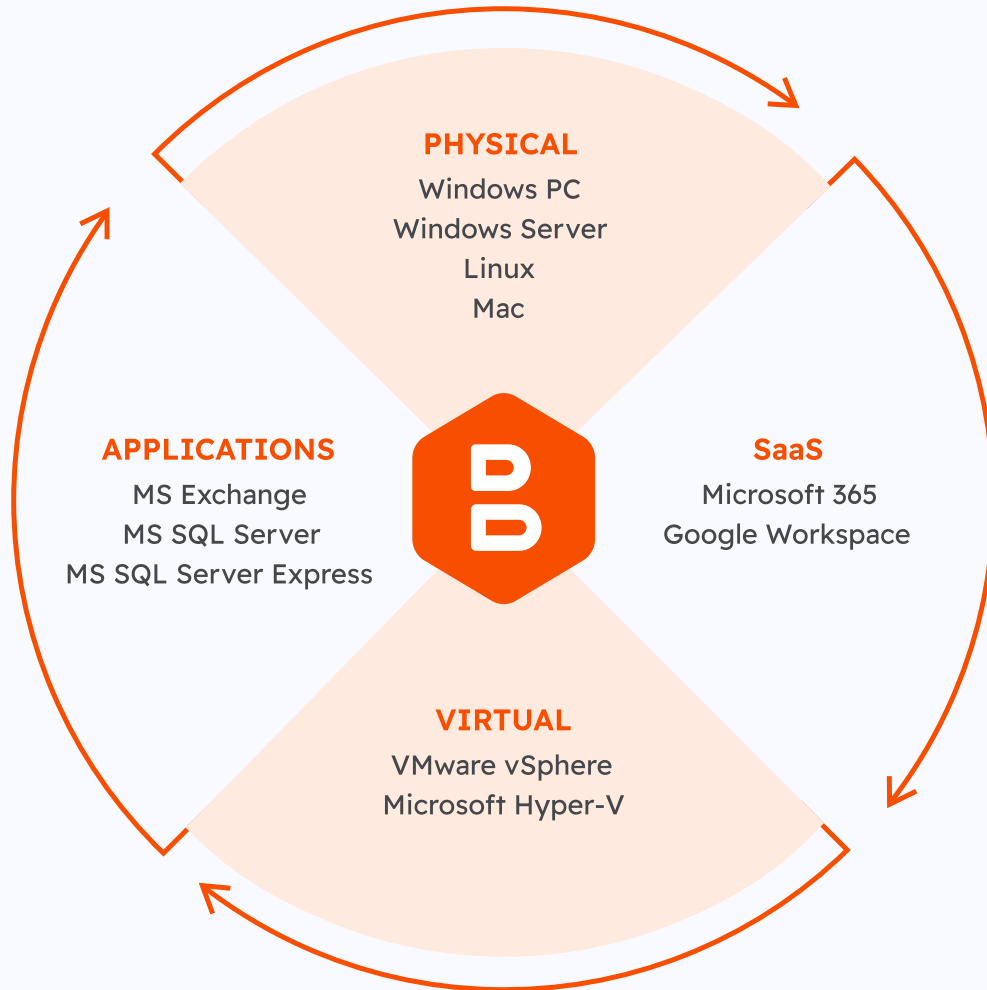 PHYSICAL
Windows PC
Windows Server
Linux
Mac
APPLICATIONS
MS Exchange
MS SQL Server
MS SQL Server Express
B
SaaS
Microsoft 365
Google Workspace
VIRTUAL
VMware vSphere
Microsoft Hyper-V